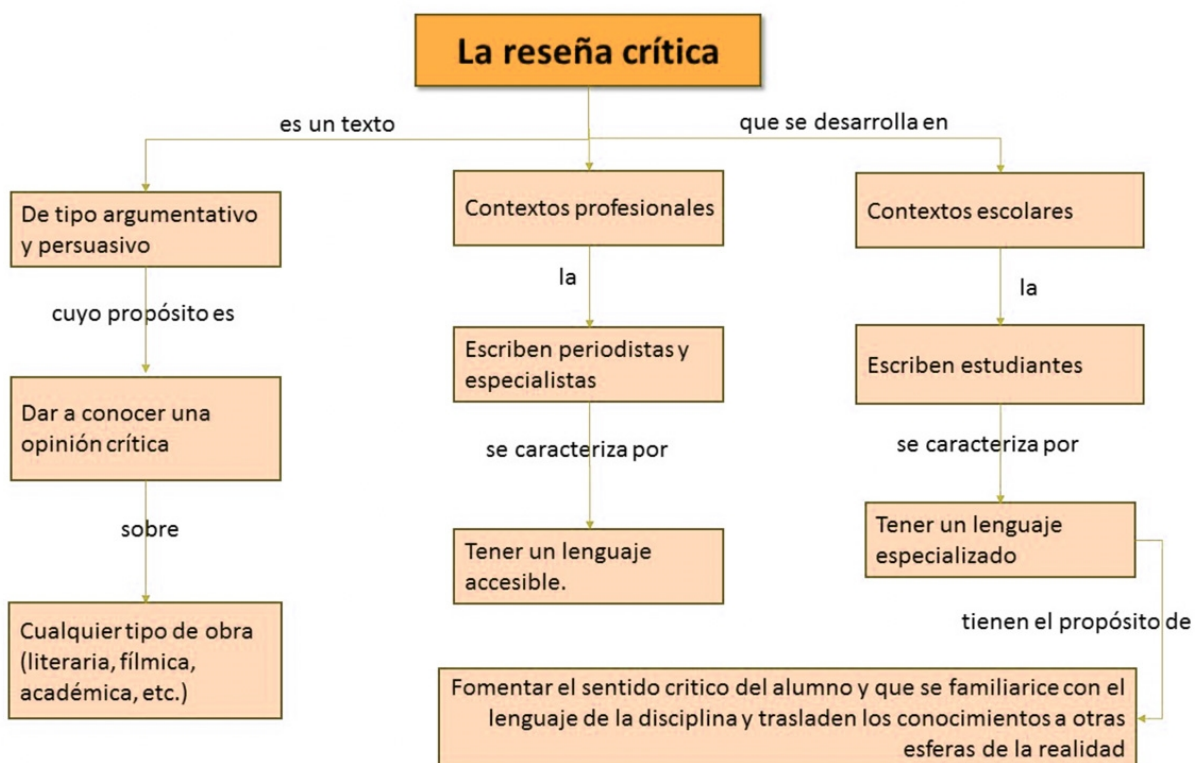 La reseña crítica
es un texto
que se desarrolla en
De tipo argumentativo
y persuasivo
Contextos profesionales
Contextos escolares
cuyo propósito es
la
la
Dar a conocer una
opinión crítica
Escriben periodistas y
especialistas
Escriben estudiantes
sobre
se caracteriza por
se caracteriza por
Cualquier tipo de obra
(literaria, fílmica,
académica, etc.)
Tener un lenguaje
accesible.
Tener un lenguaje
especializado
tienen el propósito de
Fomentar el sentido critico del alumno y que se familiarice con el
lenguaje de la disciplina y trasladen los conocimientos a otras
esferas de la realidad